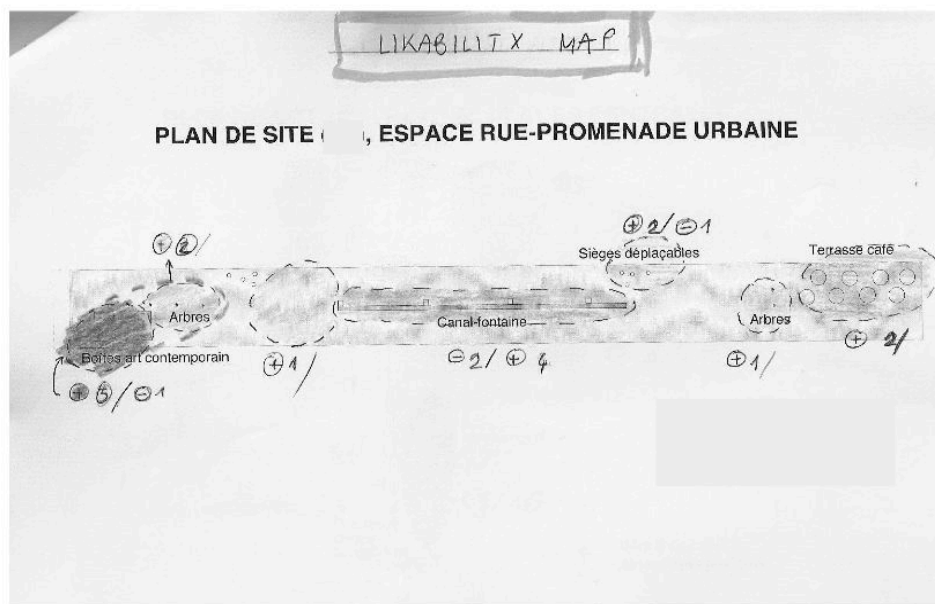 LIKABILITY MAP
PLAN DE SITE , ESPACE RUE-PROMENADE URBAINE
⊕2/⊖1
⊕2/
Sièges déplaçables
Terrasse café
Arbres
Canal-fontaine
Arbres
Boîtes art contemporain
⊕1/
⊖2/⊕4
⊕1/
⊕2/
⊕5/⊖1